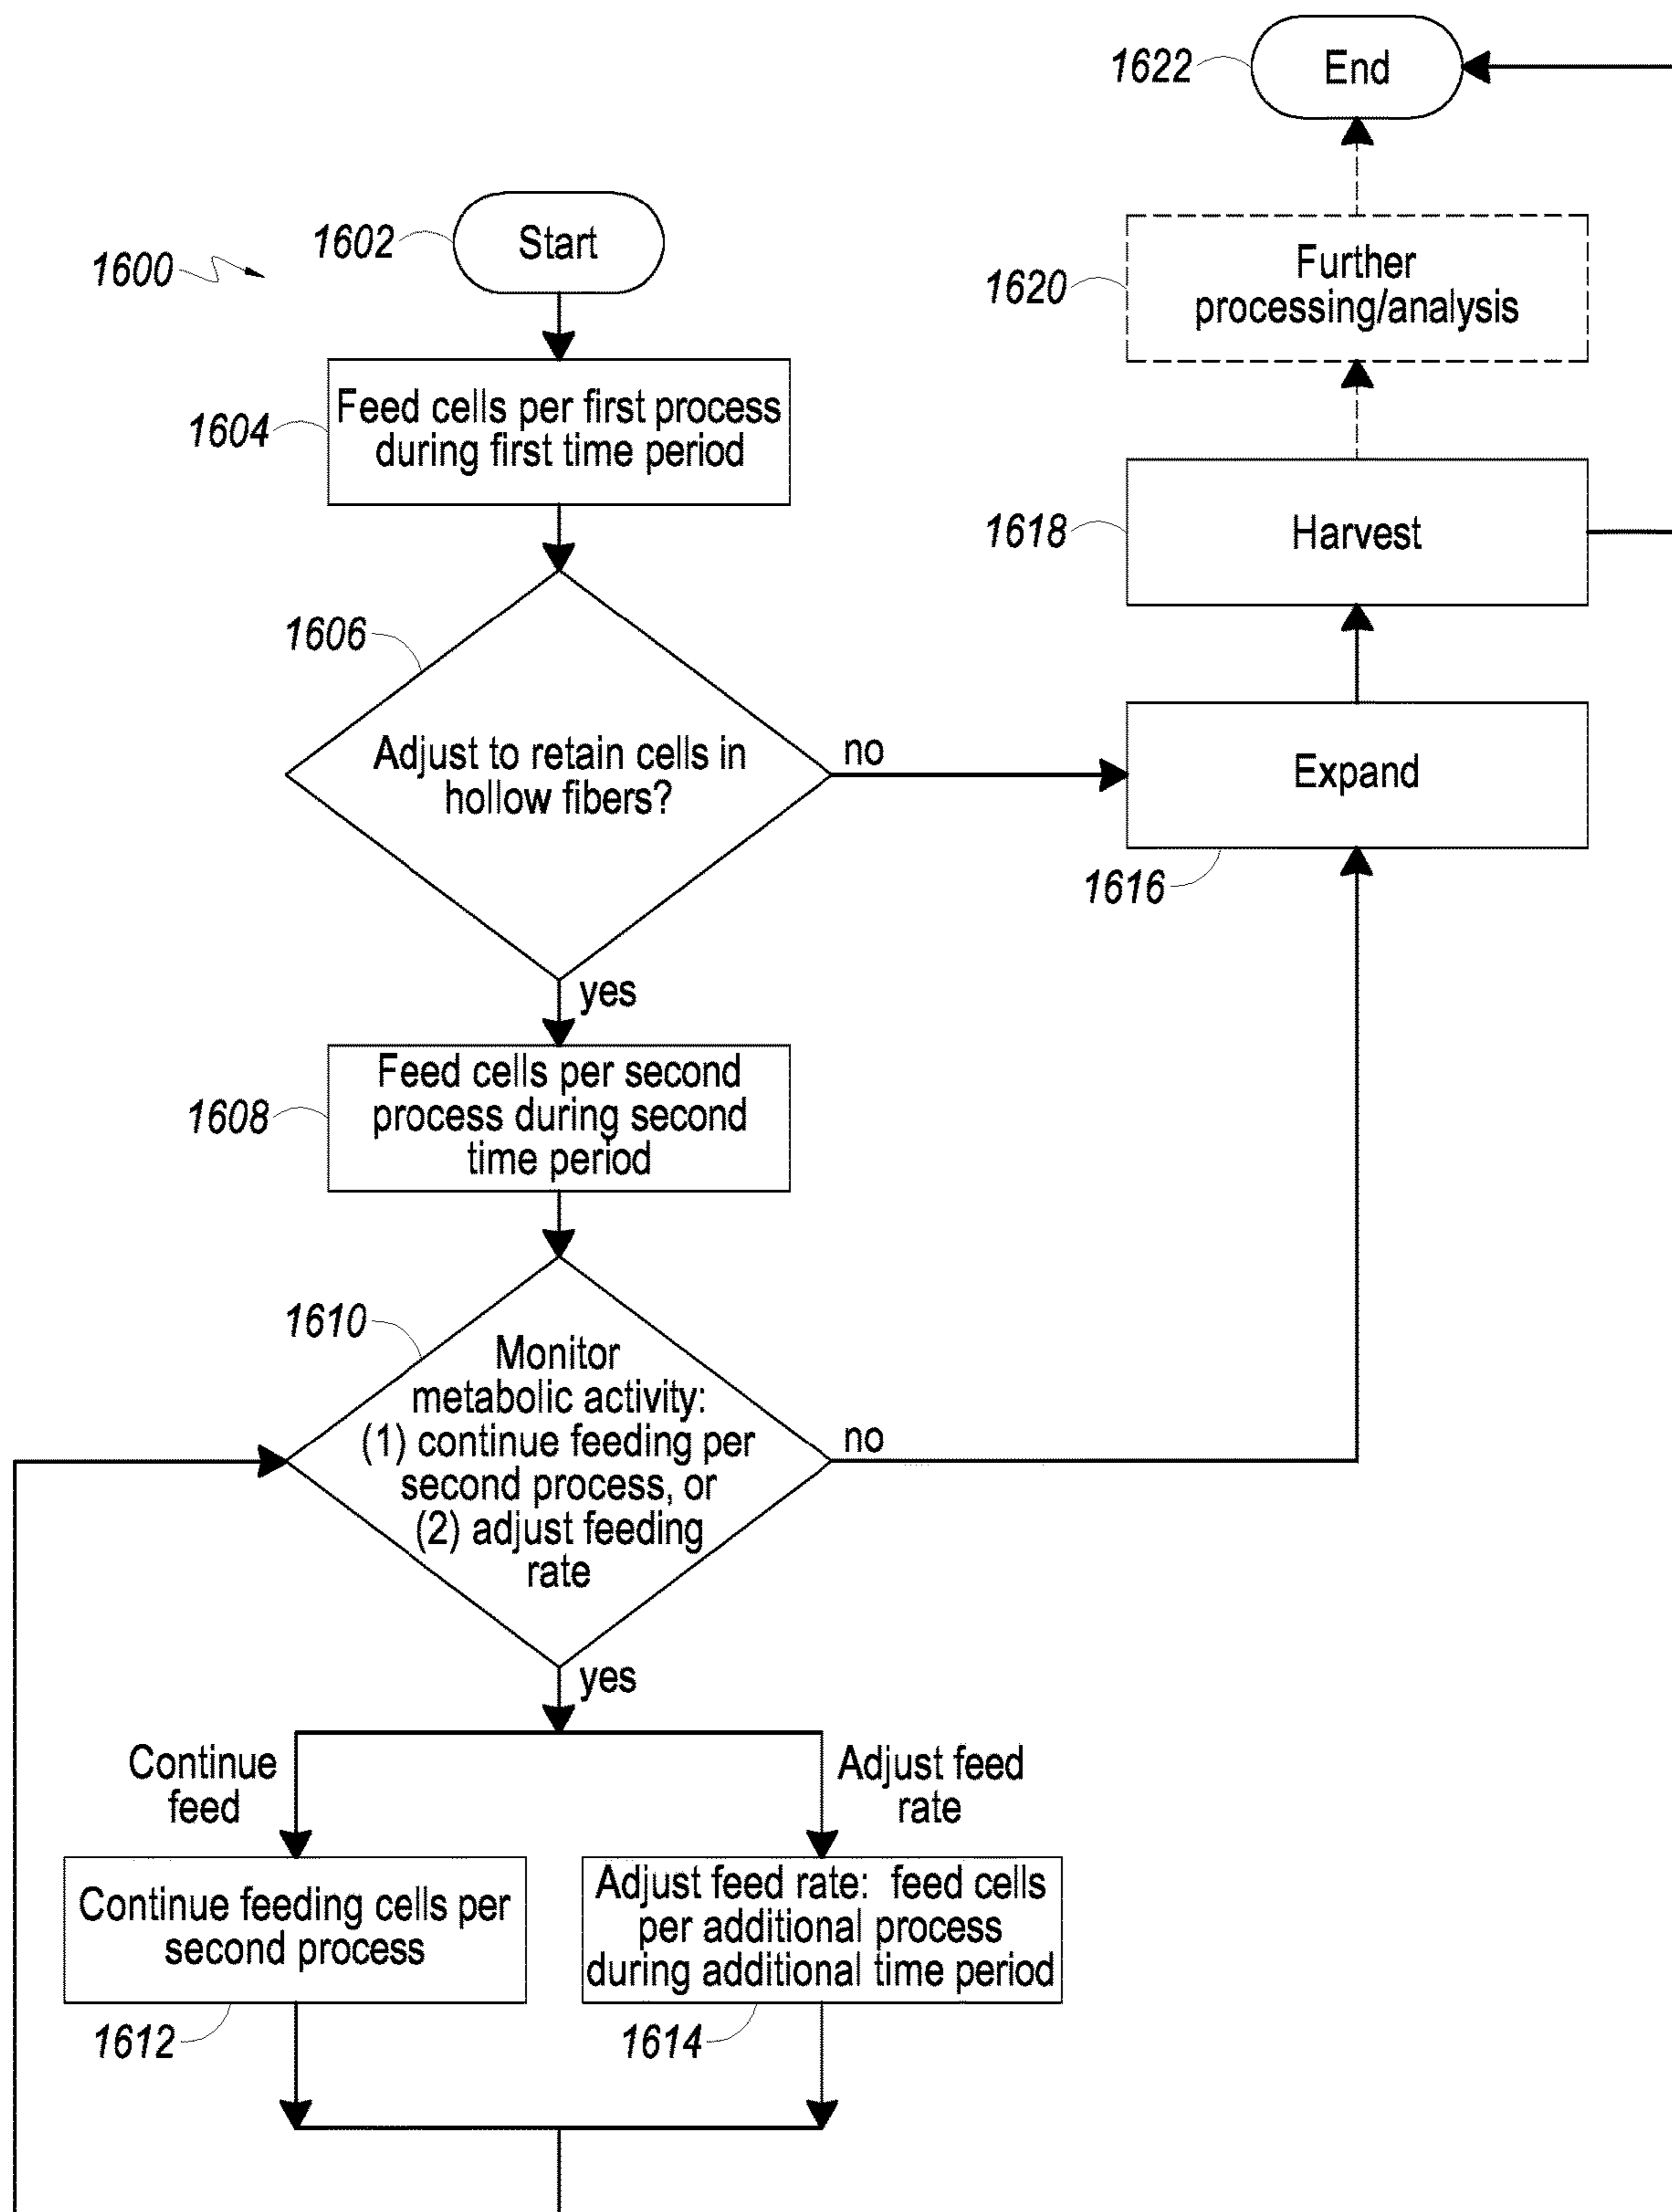 1600
1602
Start
1604
Feed cells per first process
during first time period
1606
Adjust to retain cells in
hollow fibers?
no
yes
1608
Feed cells per second
process during second
time period
1610
Monitor
metabolic activity:
(1) continue feeding per
second process, or
(2) adjust feeding
rate
no
yes
Continue
feed
Adjust feed
rate
Continue feeding cells per
second process
1612
Adjust feed rate: feed cells
per additional process
during additional time period
1614
1622
End
1620
Further
processing/analysis
1618
Harvest
Expand
1616